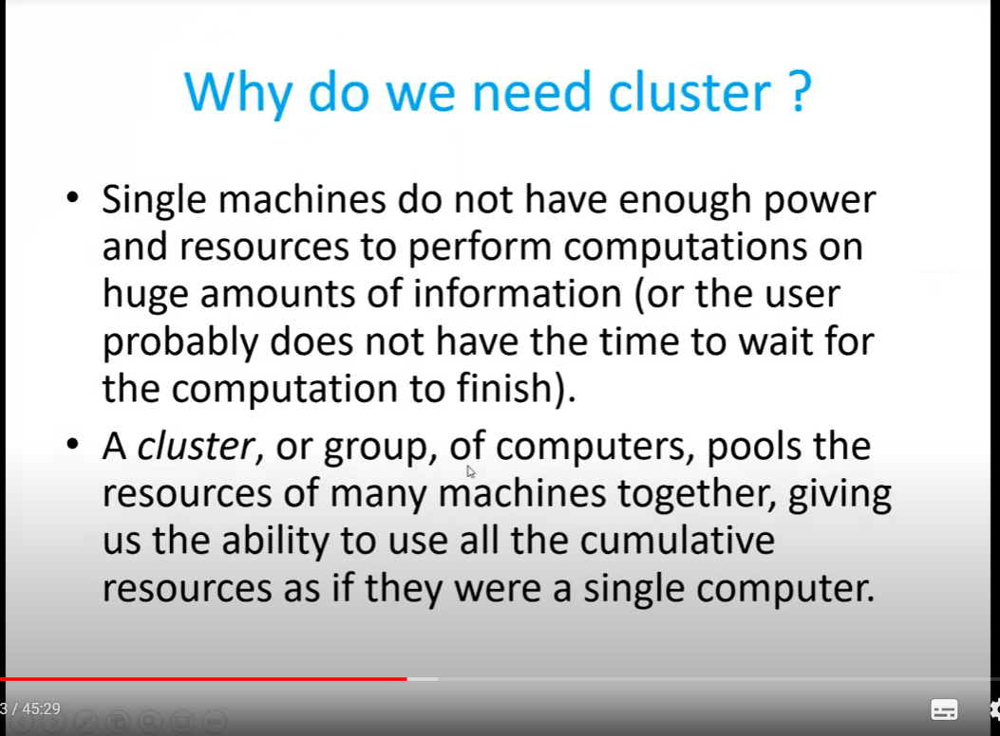 Why do we need cluster ?
• Single machines do not have enough power
and resources to perform computations on
huge amounts of information (or the user
probably does not have the time to wait for
the computation to finish).
• A cluster, or group, of computers, pools the
resources of many machines together, giving
us the ability to use all the cumulative
resources as if they were a single computer.
3 / 45:29